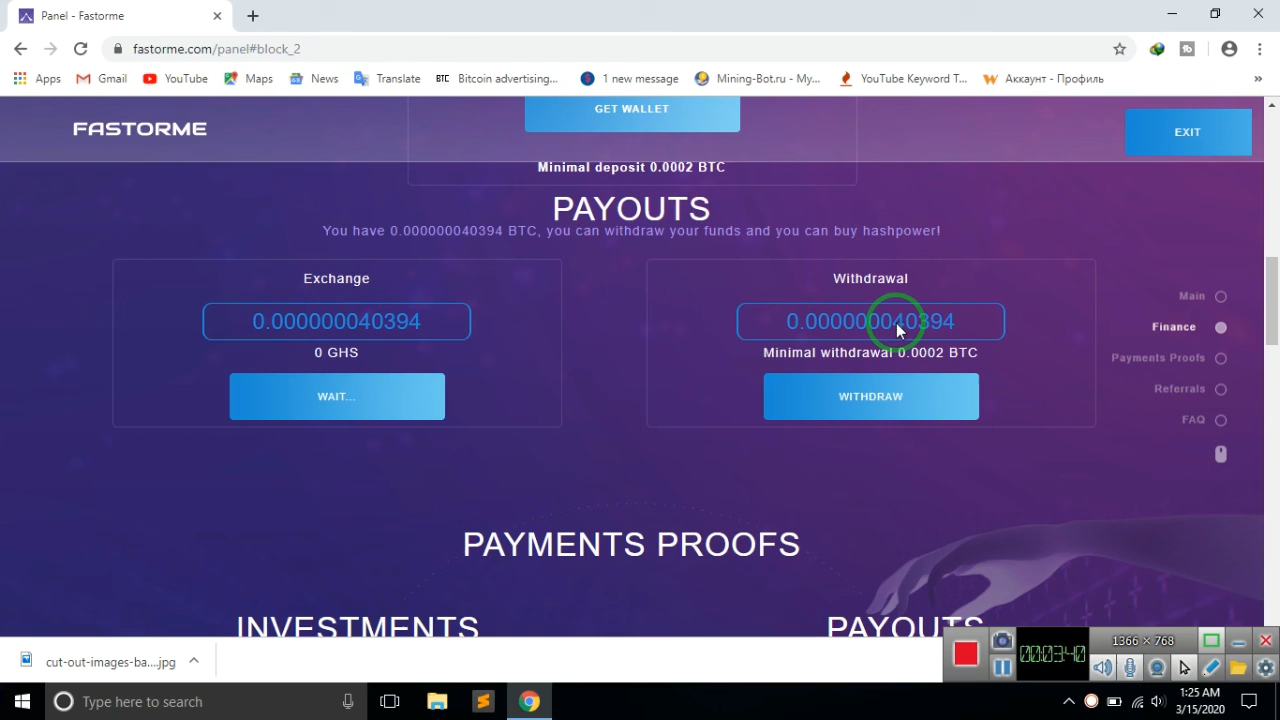 Panel - Fastorme
fastorme.com/panel#block_2
Apps Gmail YouTube Maps News Translate BTC Bitcoin advertising... 1 new message Mining-Bot.ru - My... YouTube Keyword T... Аккаунт - Профиль »
FASTORME
GET WALLET
EXIT
Minimal deposit 0.0002 BTC
PAYOUTS
You have 0.000000040394 BTC, you can withdraw your funds and you can buy hashpower!
Exchange
0.000000040394
0 GHS
WAIT...
Withdrawal
0.000000040394
Minimal withdrawal 0.0002 BTC
WITHDRAW
Main
Finance
Payments Proofs
Referrals
FAQ
PAYMENTS PROOFS
INVESTMENTS
PAYOUTS
cut-out-images-ba....jpg
1366 × 768
00:03:40
Type here to search
1:25 AM
3/15/2020